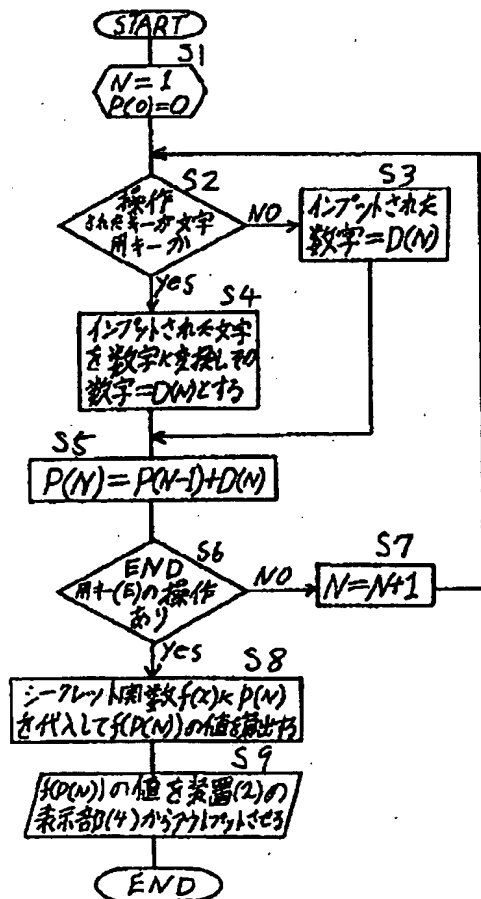 START
S1
N=1
P(0)=0
S2
操作
されたキーが文字
用キーか
NO
S3
インプットされた
数字=D(N)
yes
S4
インプットされた文字
を数字に変換しその
数字=D(N)とする
S5
P(N)=P(N-1)+D(N)
S6
END
用キー(E)の操作
あり
NO
S7
N=N+1
yes
S8
シークレット関数f(x)にP(N)
を代入してf(P(N))の値を算出する
S9
f(P(N))の値を装置(2)の
表示部(4)からアウトプットさせる
END